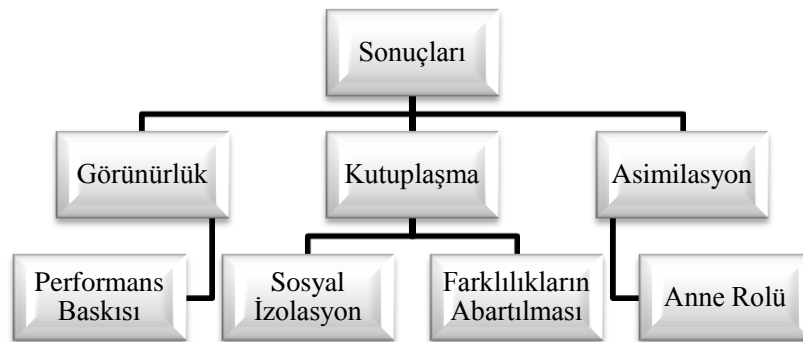 Sonuçları
Görünürlük
Kutuplaşma
Asimilasyon
Performans
Baskısı
Sosyal
İzolasyon
Farklılıkların
Abartılması
Anne Rolü